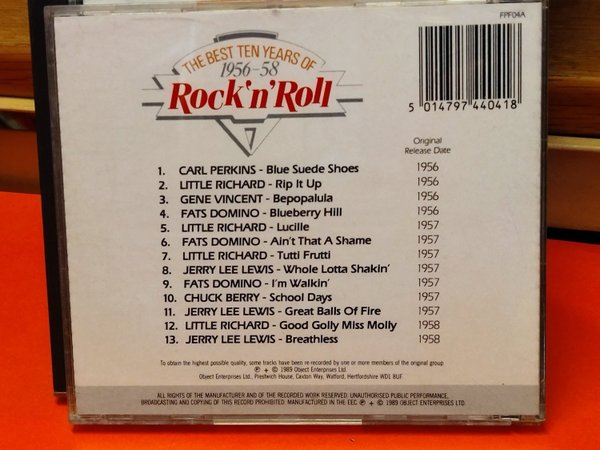 FPF04A
THE BEST TEN YEARS OF
1956-58
Rock'n'Roll
5 014797 440418
Original
Release Date
1. CARL PERKINS - Blue Suede Shoes 1956
2. LITTLE RICHARD - Rip It Up 1956
3. GENE VINCENT - Bepopalula 1956
4. FATS DOMINO - Blueberry Hill 1956
5. LITTLE RICHARD - Lucille 1957
6. FATS DOMINO - Ain't That A Shame 1957
7. LITTLE RICHARD - Tutti Frutti 1957
8. JERRY LEE LEWIS - Whole Lotta Shakin' 1957
9. FATS DOMINO - I'm Walkin' 1957
10. CHUCK BERRY - School Days 1957
11. JERRY LEE LEWIS - Great Balls Of Fire 1957
12. LITTLE RICHARD - Good Golly Miss Molly 1958
13. JERRY LEE LEWIS - Breathless 1958
To obtain the highest possible quality, some tracks have been re-recorded by one or more members of the original group
℗ + © 1989 Object Enterprises Ltd.
Object Enterprises Ltd., Prestwich House, Caxton Way, Watford, Hertfordshire WD1 8UF
ALL RIGHTS OF THE MANUFACTURER AND OF THE RECORDED WORK RESERVED. UNAUTHORISED PUBLIC PERFORMANCE,
BROADCASTING AND COPYING OF THIS RECORD PROHIBITED. MANUFACTURED IN THE EEC ℗ + © 1989 OBJECT ENTERPRISES LTD.